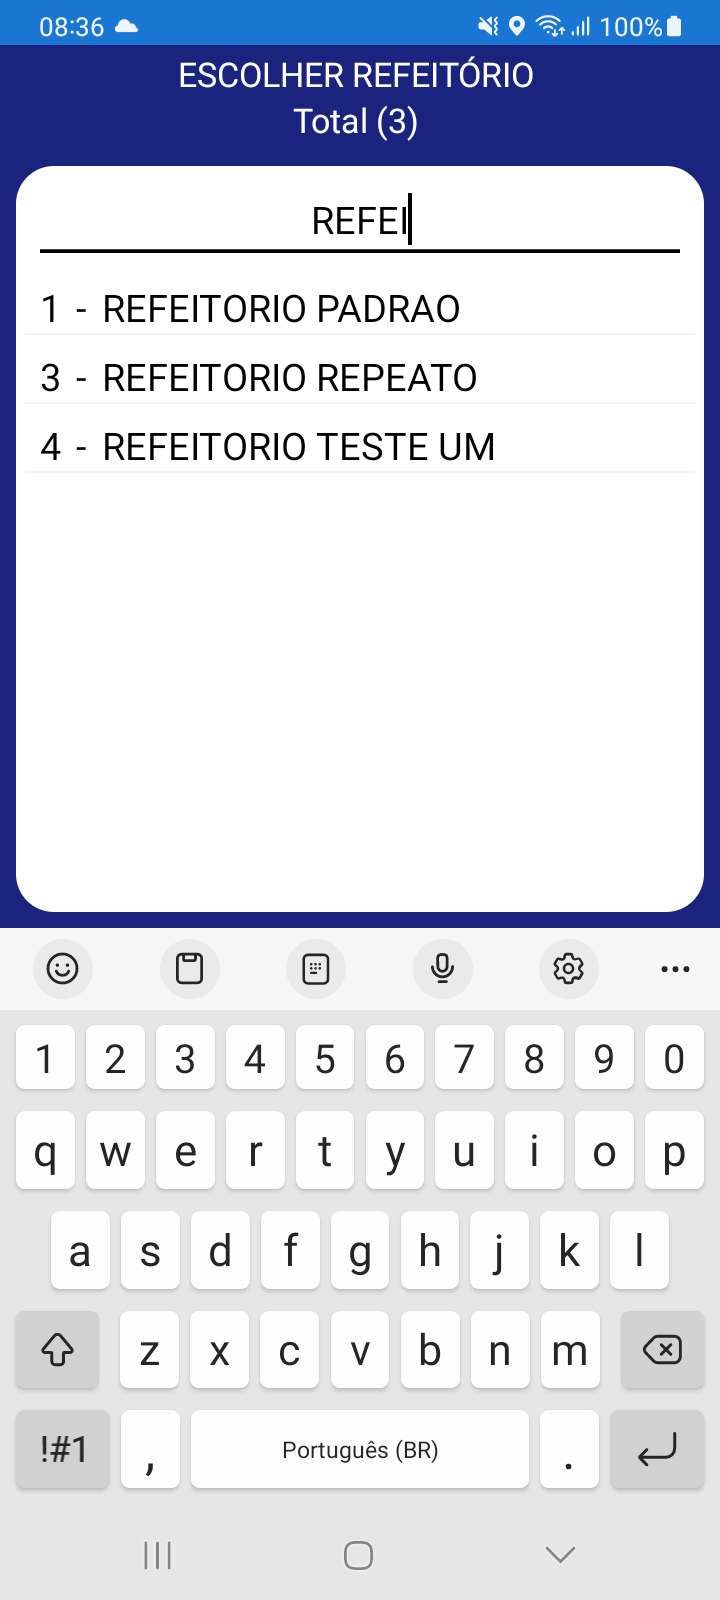 08:36 100%
ESCOLHER REFEITÓRIO
Total (3)
REFEI
1 - REFEITORIO PADRAO
3 - REFEITORIO REPEATO
4 - REFEITORIO TESTE UM
1 2 3 4 5 6 7 8 9 0
q w e r t y u i o p
a s d f g h j k l
z x c v b n m
!#1 , Português (BR) .